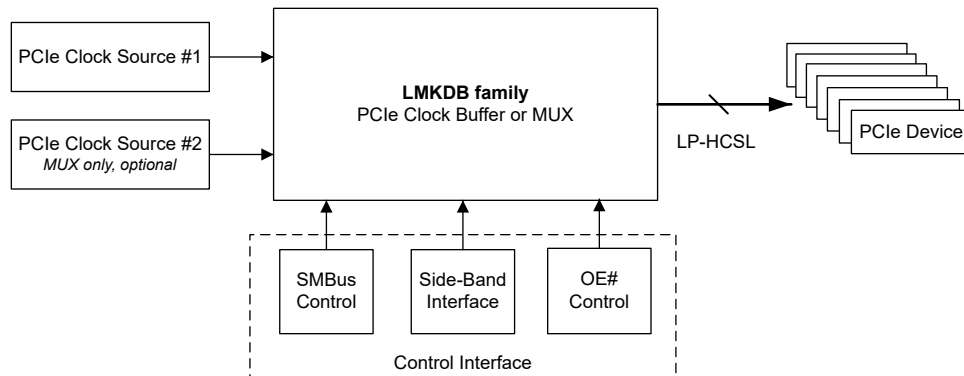 PCIe Clock Source #1
PCIe Clock Source #2
MUX only, optional
LMKDB family
PCIe Clock Buffer or MUX
LP-HCSL
PCIe Device
SMBus
Control
Side-Band
Interface
OE#
Control
Control Interface